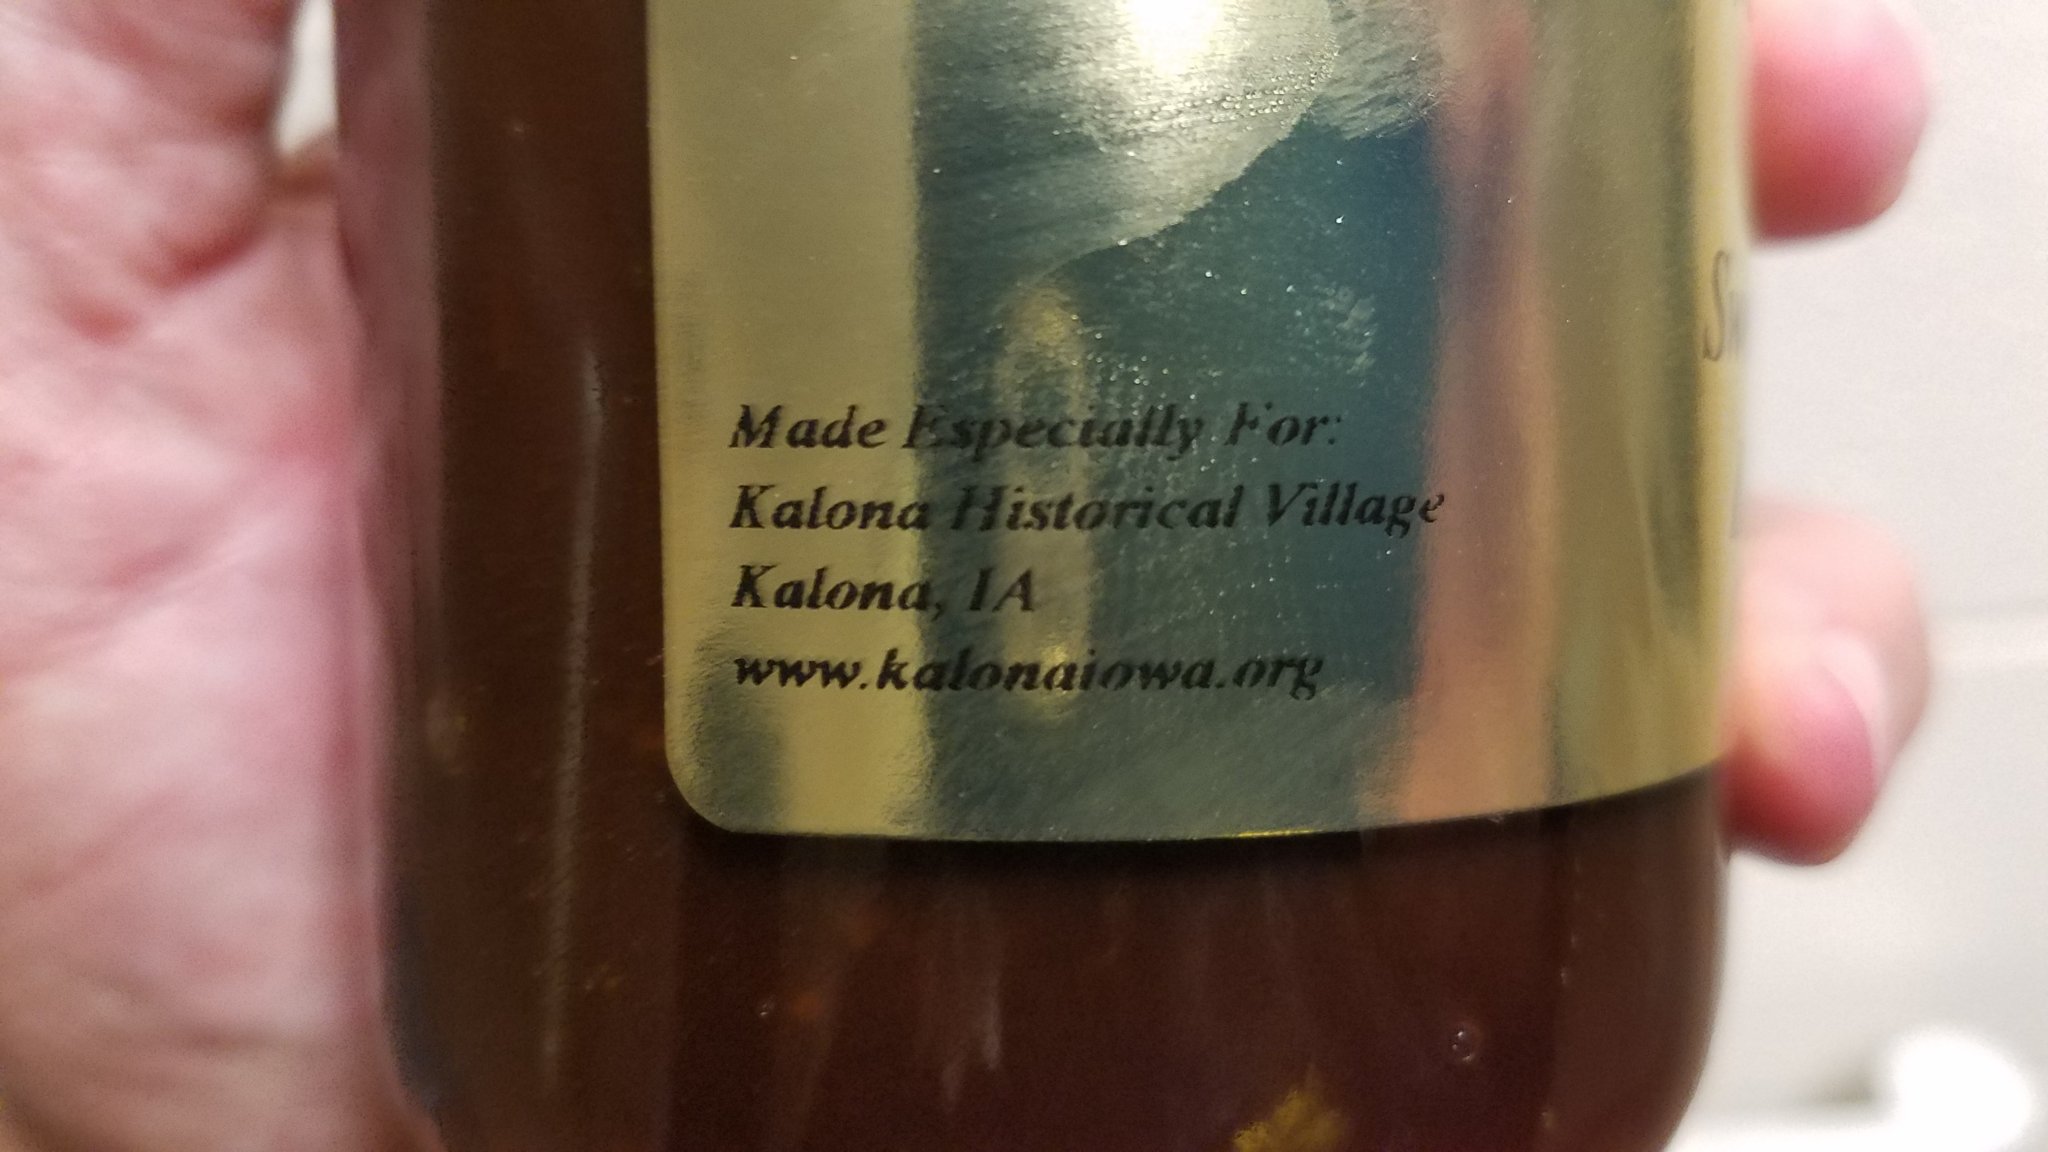 Made Especially For:
Kalona Historical Village
Kalona, IA
www.kalonaiowa.org